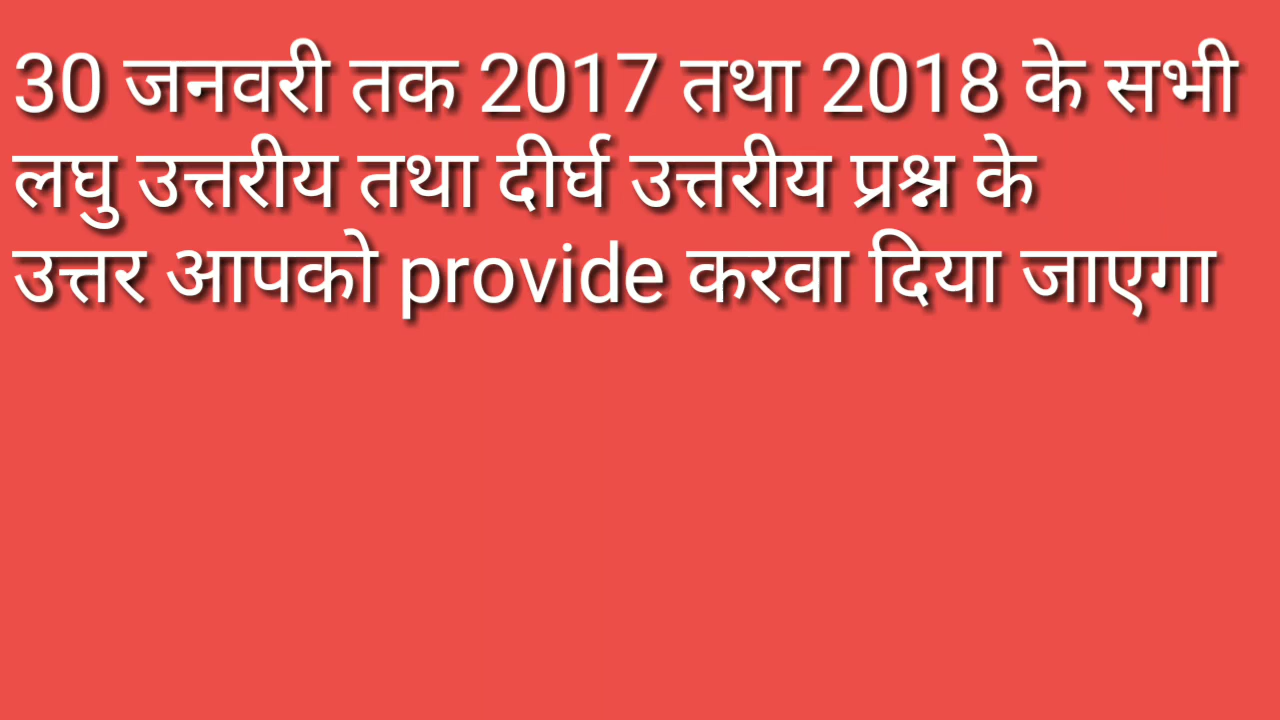 30 जनवरी तक 2017 तथा 2018 के सभी
लघु उत्तरीय तथा दीर्घ उत्तरीय प्रश्न के
उत्तर आपको provide करवा दिया जाएगा